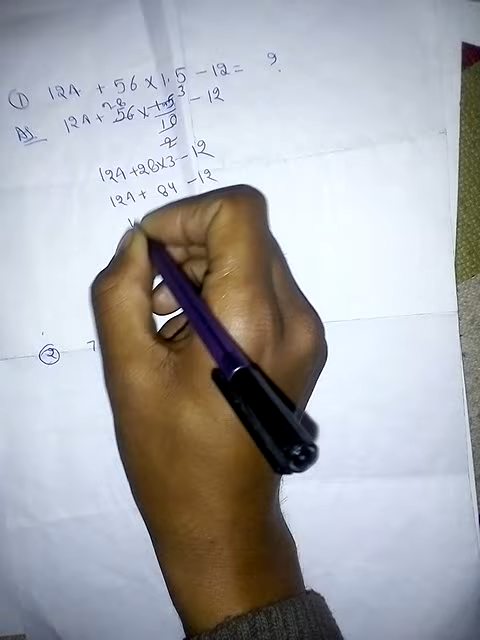 ① 124 + 56 × 1.5 - 12 = ?
AS 124 + 56 × 15 - 12
28 3
10
2
124 + 28×3 - 12
124 + 84 - 12
②